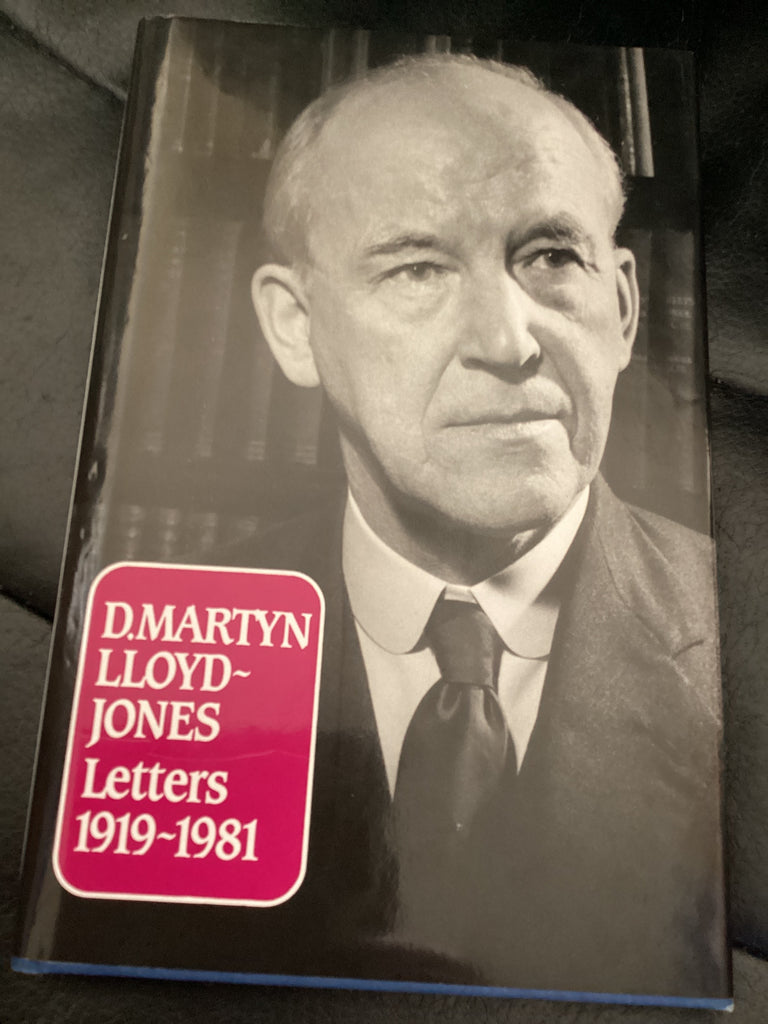 D.MARTYN
LLOYD~
JONES
Letters
1919~1981